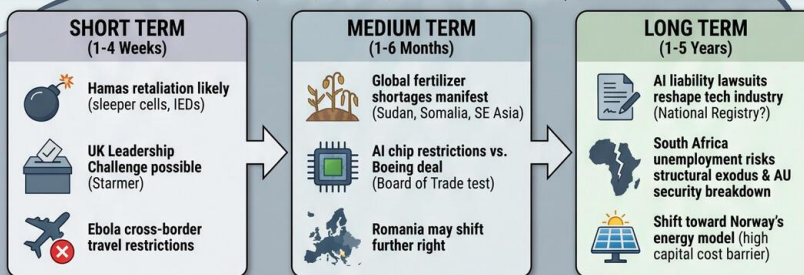 SHORT TERM
(1-4 Weeks)
Hamas retaliation likely
(sleeper cells, IEDs)
UK Leadership
Challenge possible
(Starmer)
Ebola cross-border
travel restrictions
MEDIUM TERM
(1-6 Months)
Global fertilizer
shortages manifest
(Sudan, Somalia, SE Asia)
AI chip restrictions vs.
Boeing deal
(Board of Trade test)
Romania may shift
further right
LONG TERM
(1-5 Years)
AI liability lawsuits
reshape tech industry
(National Registry?)
South Africa
unemployment risks
structural exodus & AU
security breakdown
Shift toward Norway's
energy model (high
capital cost barrier)